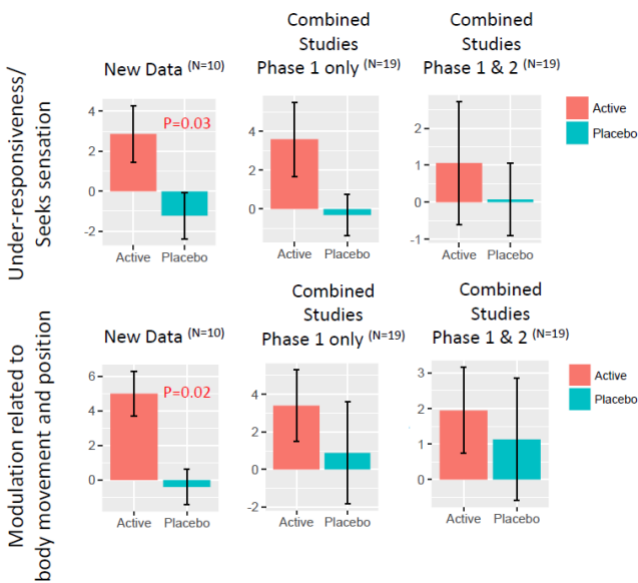 Under-responsiveness/
Seeks sensation
New Data (N=10)
4
2
0
-2
P=0.03
Active
Placebo
Combined
Studies
Phase 1 only (N=19)
4
2
0
Active
Placebo
Combined
Studies
Phase 1 & 2 (N=19)
2
1
0
-1
Active
Placebo
Active
Placebo
Modulation related to
body movement and position
New Data (N=10)
6
4
2
0
P=0.02
Active
Placebo
Combined
Studies
Phase 1 only (N=19)
4
2
0
-2
Active
Placebo
Combined
Studies
Phase 1 & 2 (N=19)
3
2
1
0
Active
Placebo
Active
Placebo